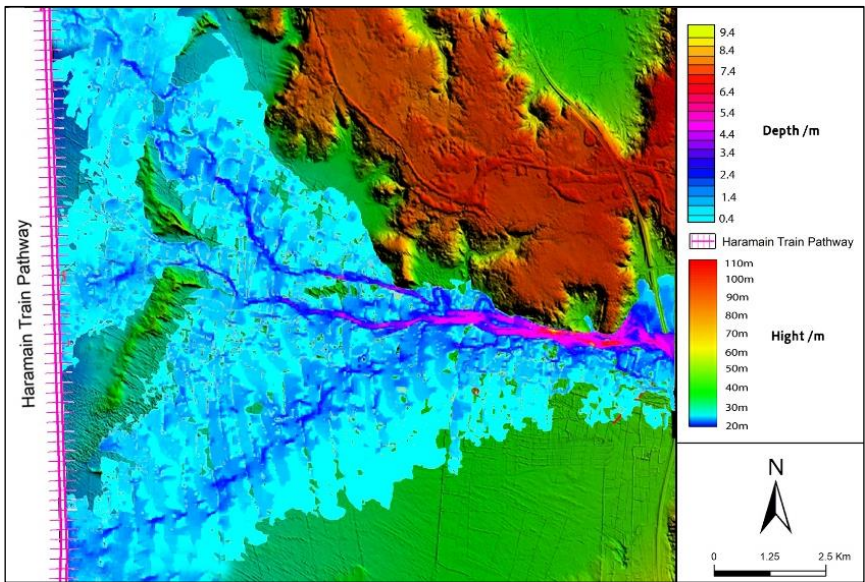 Haramain Train Pathway
9.4
8.4
7.4
6.4
5.4
4.4
3.4
2.4
1.4
0.4
Depth /m
Haramain Train Pathway
110m
100m
90m
80m
70m
60m
50m
40m
30m
20m
Hight /m
N
0 1.25 2.5 Km